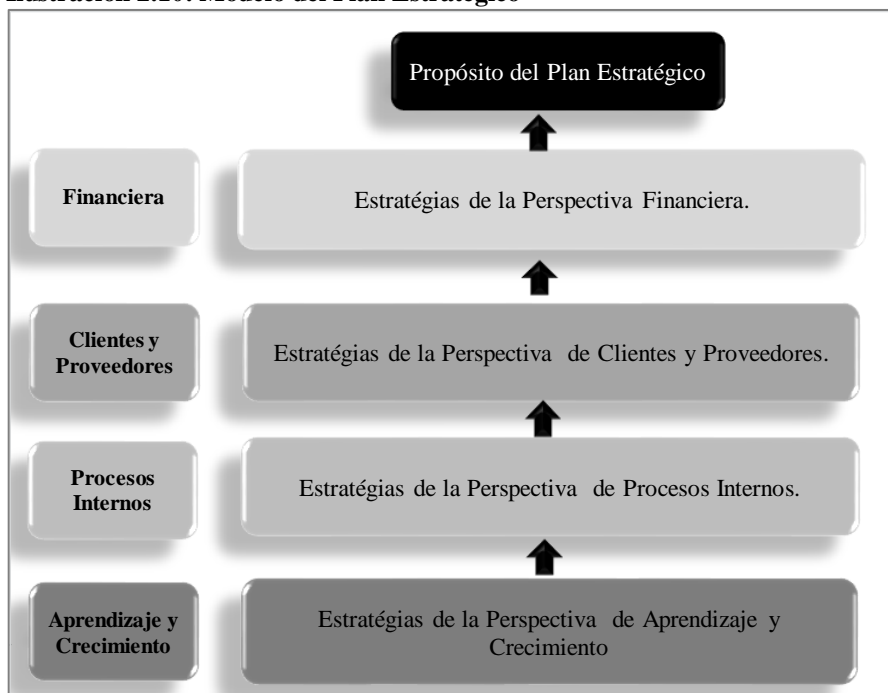 Propósito del Plan Estratégico
Financiera
Estratégias de la Perspectiva Financiera.
Clientes y
Proveedores
Estratégias de la Perspectiva de Clientes y Proveedores.
Procesos
Internos
Estratégias de la Perspectiva de Procesos Internos.
Aprendizaje y
Crecimiento
Estratégias de la Perspectiva de Aprendizaje y
Crecimiento